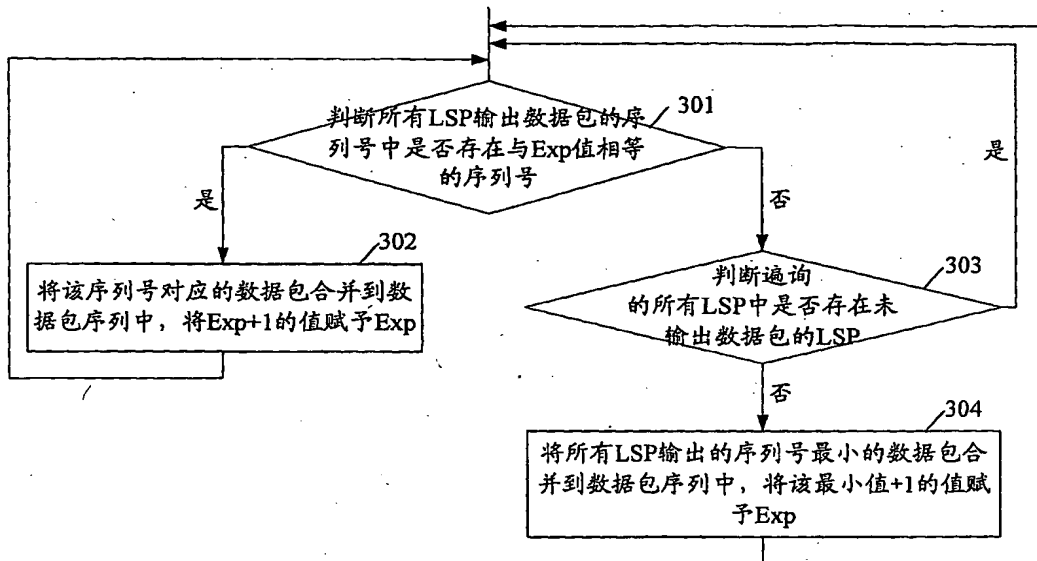 301
判断所有LSP输出数据包的序
列号中是否存在与Exp值相等
的序列号
是
否
是
302
将该序列号对应的数据包合并到数
据包序列中，将Exp+1的值赋予Exp
303
判断遍询
的所有LSP中是否存在未
输出数据包的LSP
否
304
将所有LSP输出的序列号最小的数据包合
并到数据包序列中，将该最小值+1的值赋
予Exp